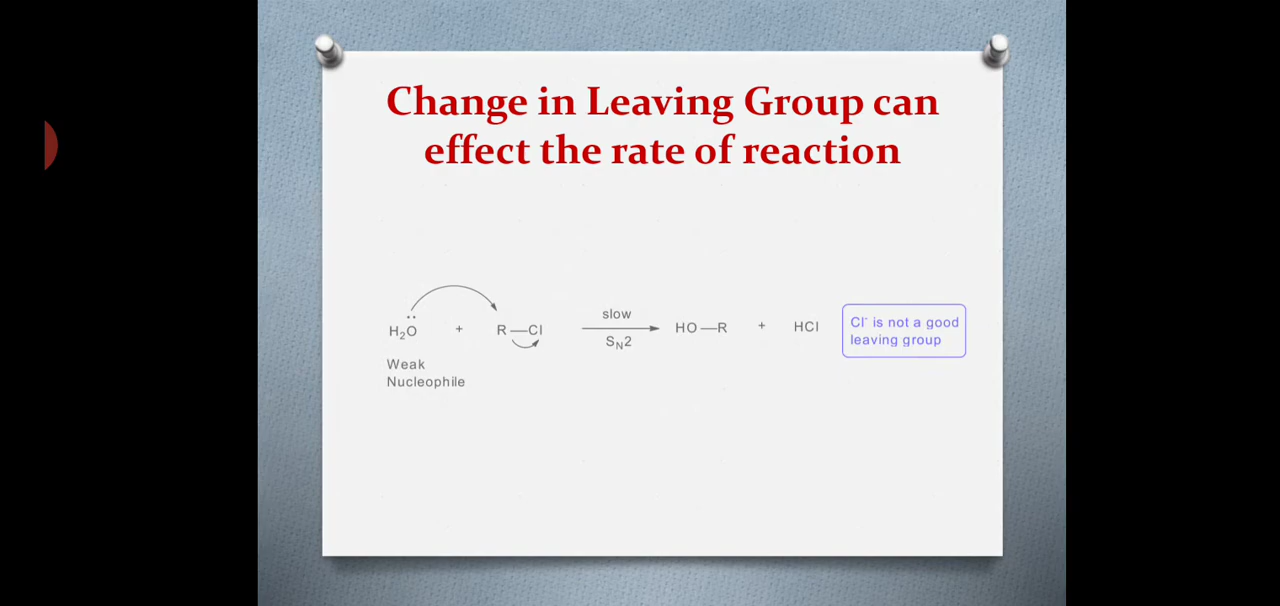 Change in Leaving Group can
effect the rate of reaction
H₂O + R—Cl slow HO—R + HCl
SN2
Weak
Nucleophile
Cl⁻ is not a good
leaving group